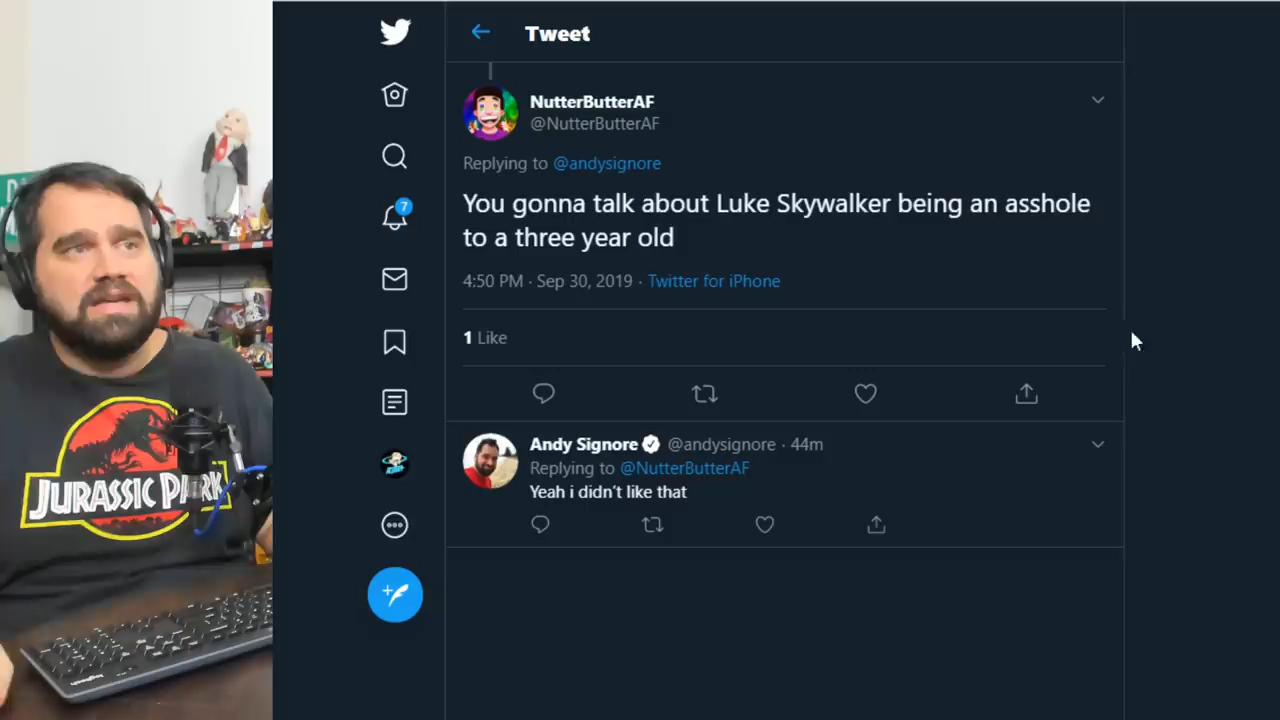 Tweet
NutterButterAF
@NutterButterAF
Replying to @andysignore
You gonna talk about Luke Skywalker being an asshole
to a three year old
4:50 PM · Sep 30, 2019 · Twitter for iPhone
1 Like
Andy Signore @andysignore · 44m
Replying to @NutterButterAF
Yeah i didn't like that
7
JURASSIC PARK